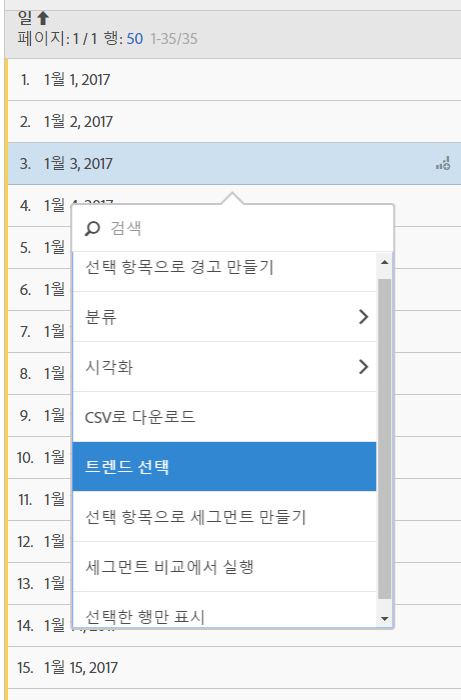 일 ⬆
페이지: 1 / 1 행: 50 1-35/35
1. 1월 1, 2017
2. 1월 2, 2017
3. 1월 3, 2017
4. 1월
검색
선택 항목으로 경고 만들기
5. 1월
6. 1월
분류
7. 1월
시각화
8. 1월
9. 1월
CSV로 다운로드
10. 1월
트렌드 선택
11. 1월
선택 항목으로 세그먼트 만들기
12. 1월
세그먼트 비교에서 실행
13. 1월
선택한 행만 표시
14. 1월
15. 1월 15, 2017